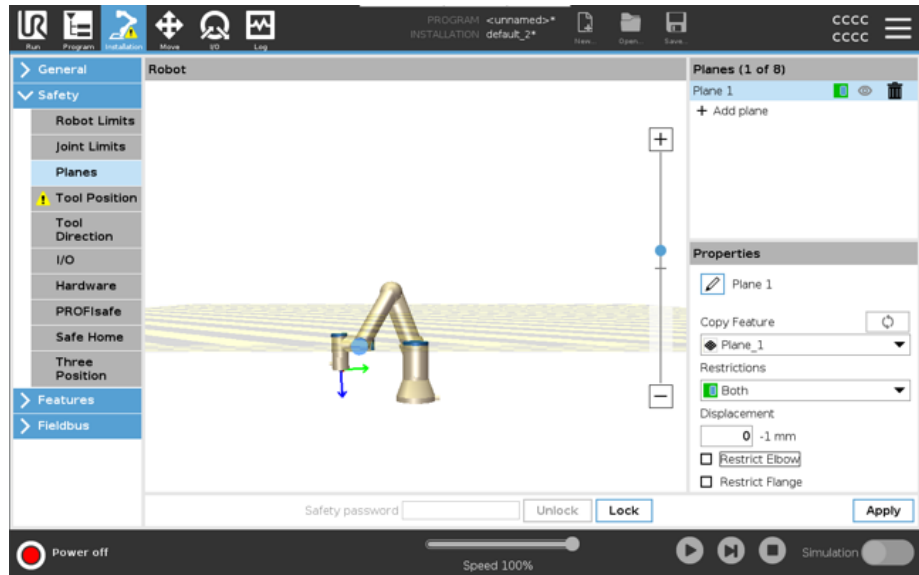 PROGRAM <unnamed>*
INSTALLATION default_2*
UR
Run
Program
Installation
Move
I/O
Log
New...
Open...
Save...
CCCC
CCCC
General
Safety
Robot Limits
Joint Limits
Planes
Tool Position
Tool
Direction
I/O
Hardware
PROFIsafe
Safe Home
Three
Position
Features
Fieldbus
Robot
Planes (1 of 8)
Plane 1
+ Add plane
Properties
Plane 1
Copy Feature
Plane_1
Restrictions
Both
Displacement
0 -1 mm
Restrict Elbow
Restrict Flange
Safety password
Unlock
Lock
Apply
Power off
Speed 100%
Simulation